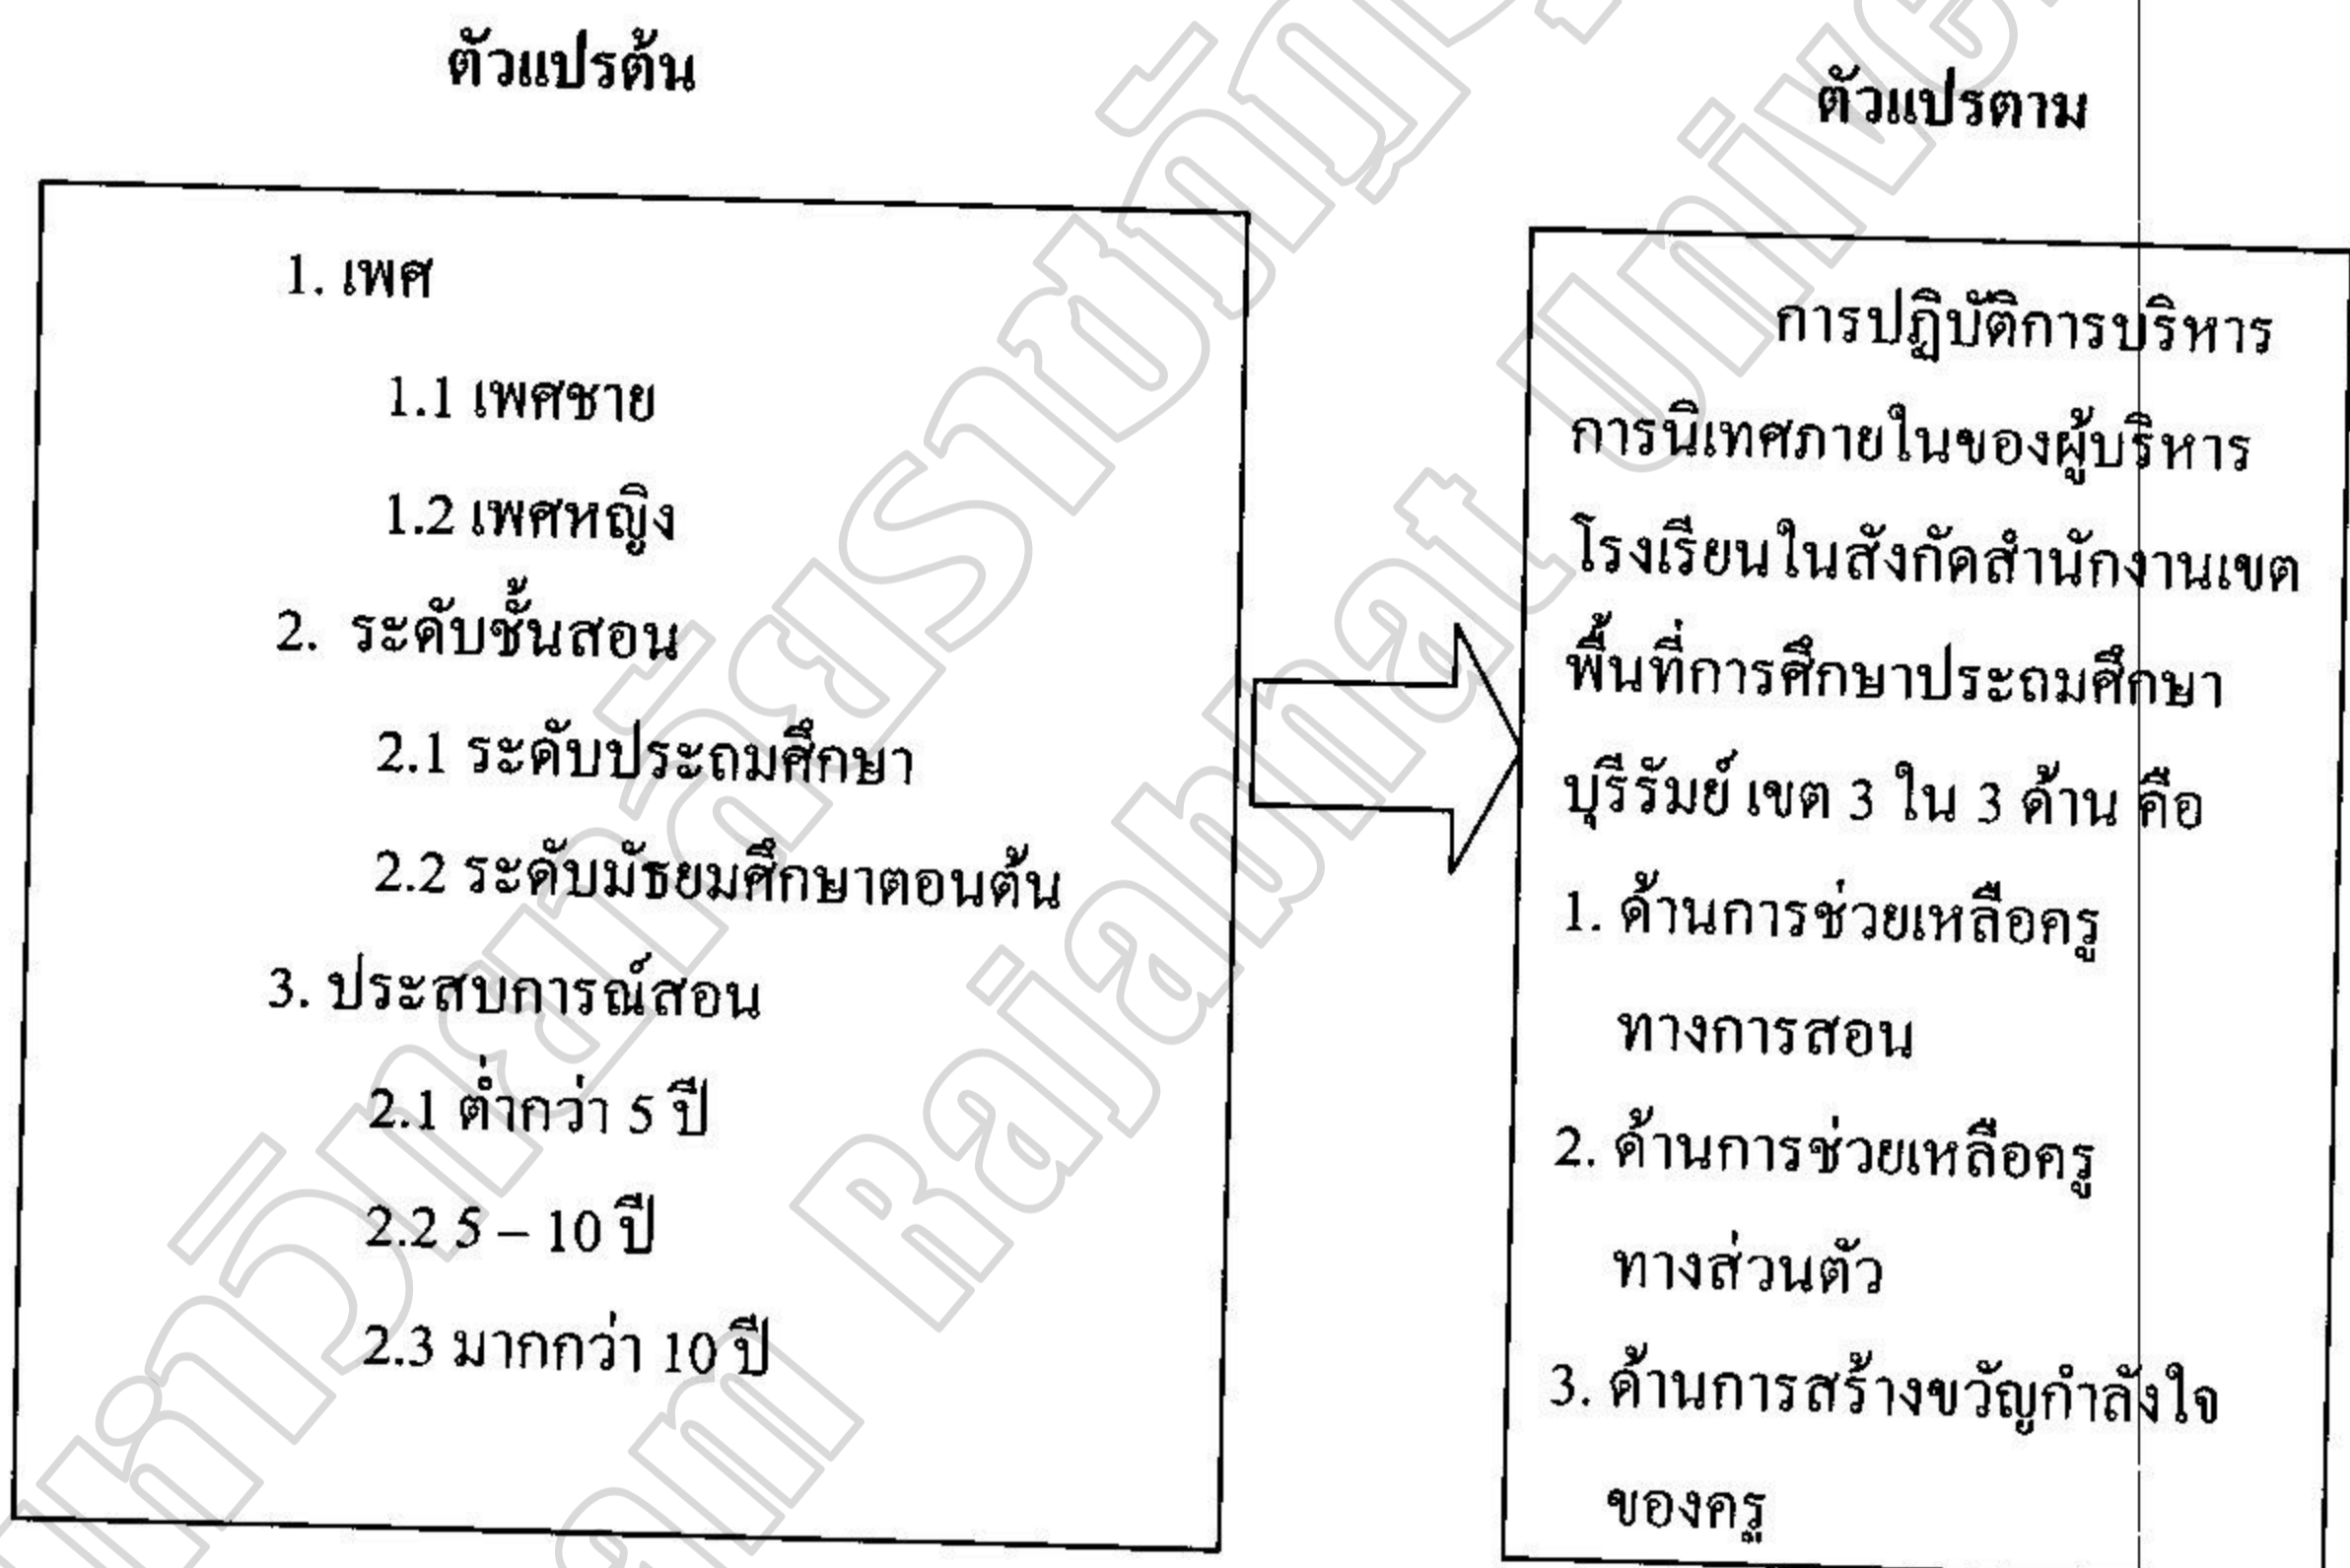 ตัวแปรต้น
ตัวแปรตาม
1. เพศ
1.1 เพศชาย
1.2 เพศหญิง
2. ระดับชั้นสอน
2.1 ระดับประถมศึกษา
2.2 ระดับมัธยมศึกษาตอนต้น
3. ประสบการณ์สอน
2.1 ต่ำกว่า 5 ปี
2.2 5 – 10 ปี
2.3 มากกว่า 10 ปี
การปฏิบัติการบริหาร
การนิเทศภายในของผู้บริหาร
โรงเรียนในสังกัดสำนักงานเขต
พื้นที่การศึกษาประถมศึกษา
บุรีรัมย์ เขต 3 ใน 3 ด้าน คือ
1. ด้านการช่วยเหลือครู
ทางการสอน
2. ด้านการช่วยเหลือครู
ทางส่วนตัว
3. ด้านการสร้างขวัญกำลังใจ
ของครู